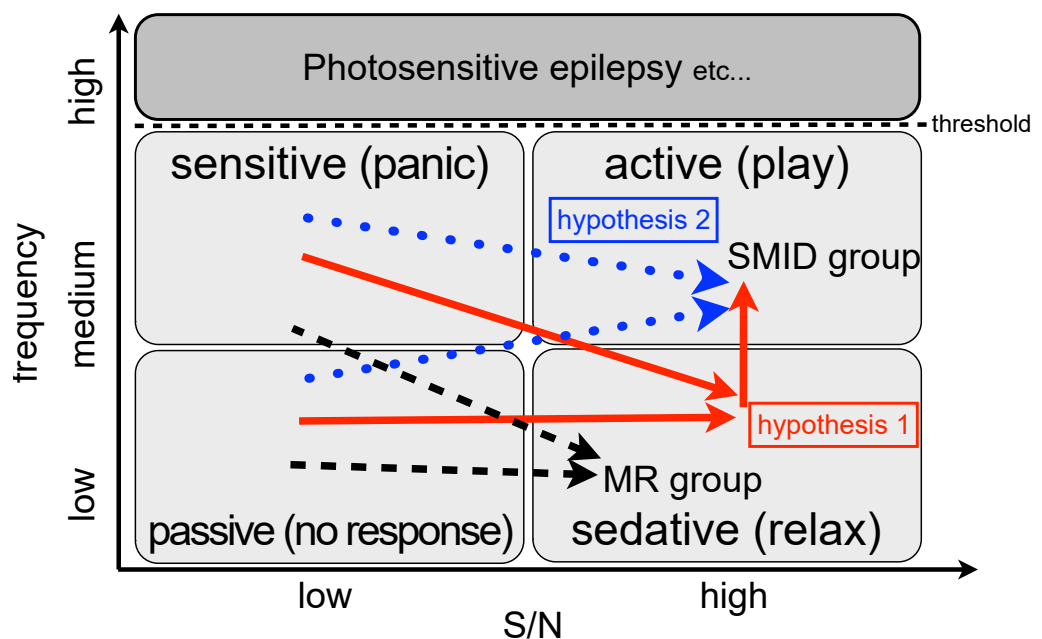 high
Photosensitive epilepsy etc...
threshold
sensitive (panic)
active (play)
hypothesis 2
SMID group
frequency
medium
hypothesis 1
MR group
low
passive (no response)
sedative (relax)
low
high
S/N